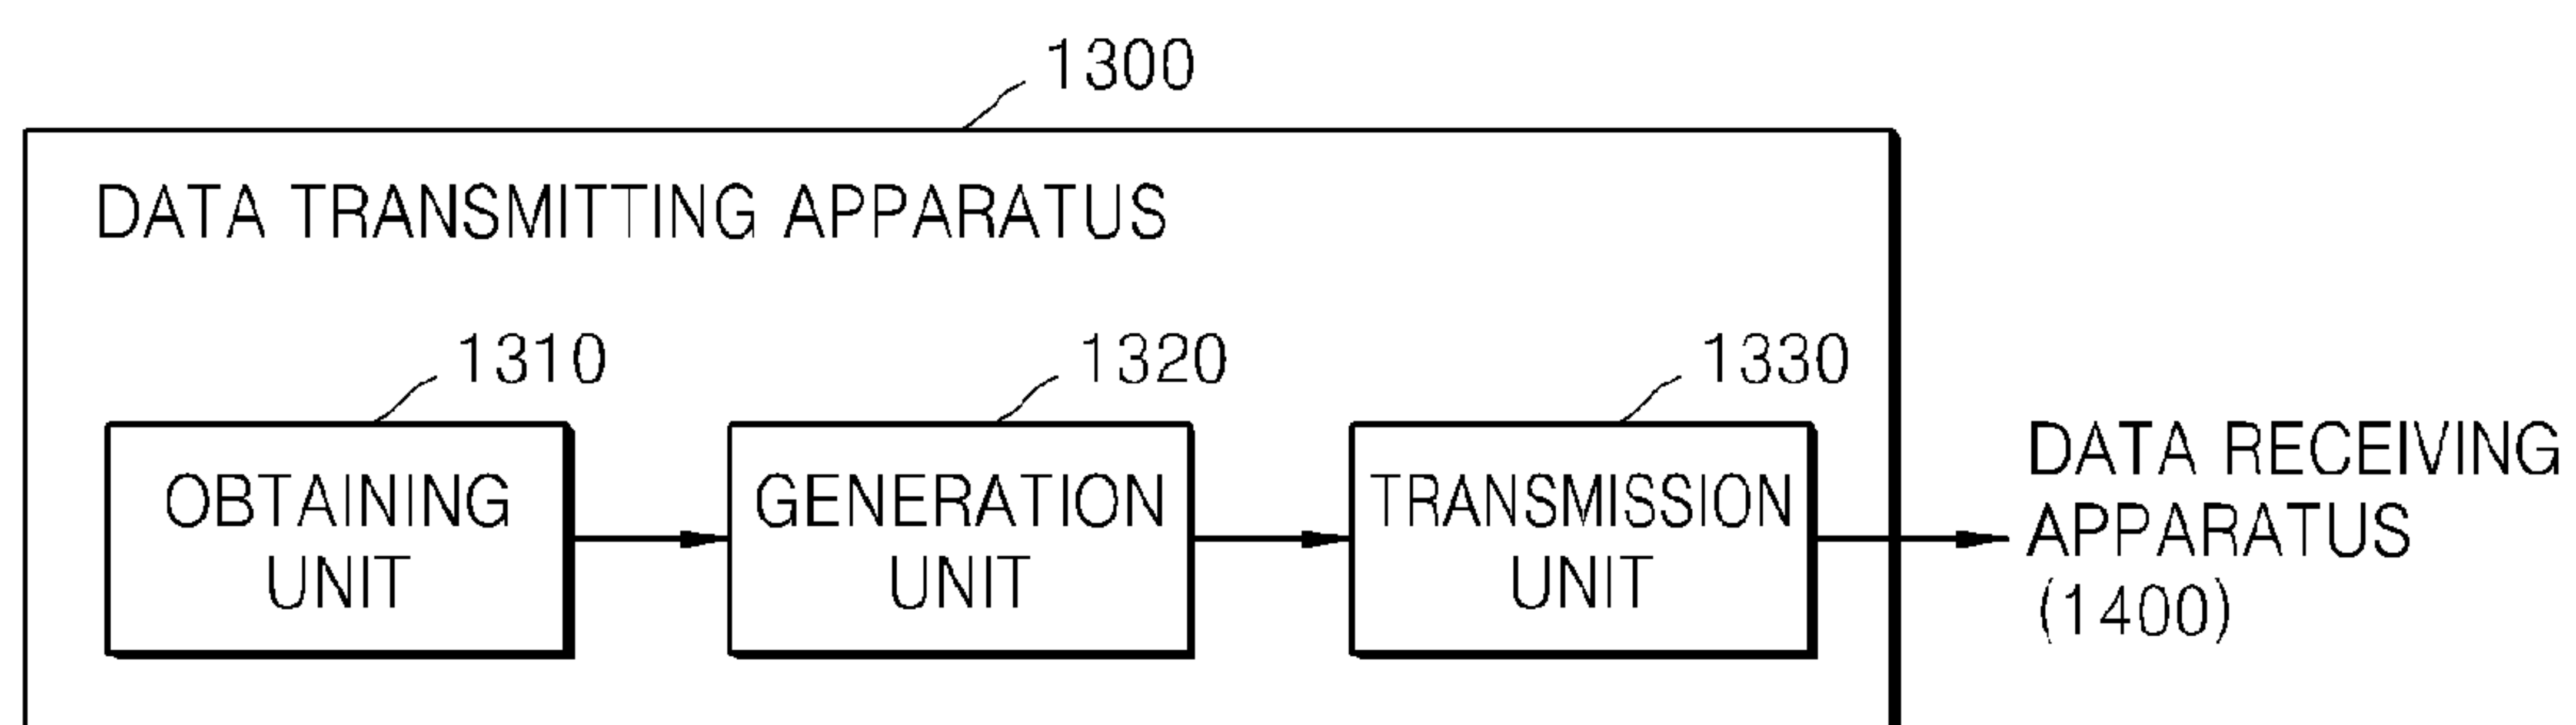 1300
DATA TRANSMITTING APPARATUS
1310
1320
1330
OBTAINING
UNIT
GENERATION
UNIT
TRANSMISSION
UNIT
DATA RECEIVING
APPARATUS
(1400)